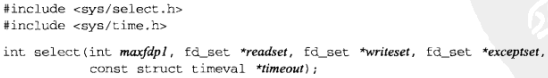 #include <sys/select.h>
#include <sys/time.h>
int select(int maxfdp1, fd_set *readset, fd_set *writeset, fd_set *exceptset,
const struct timeval *timeout);